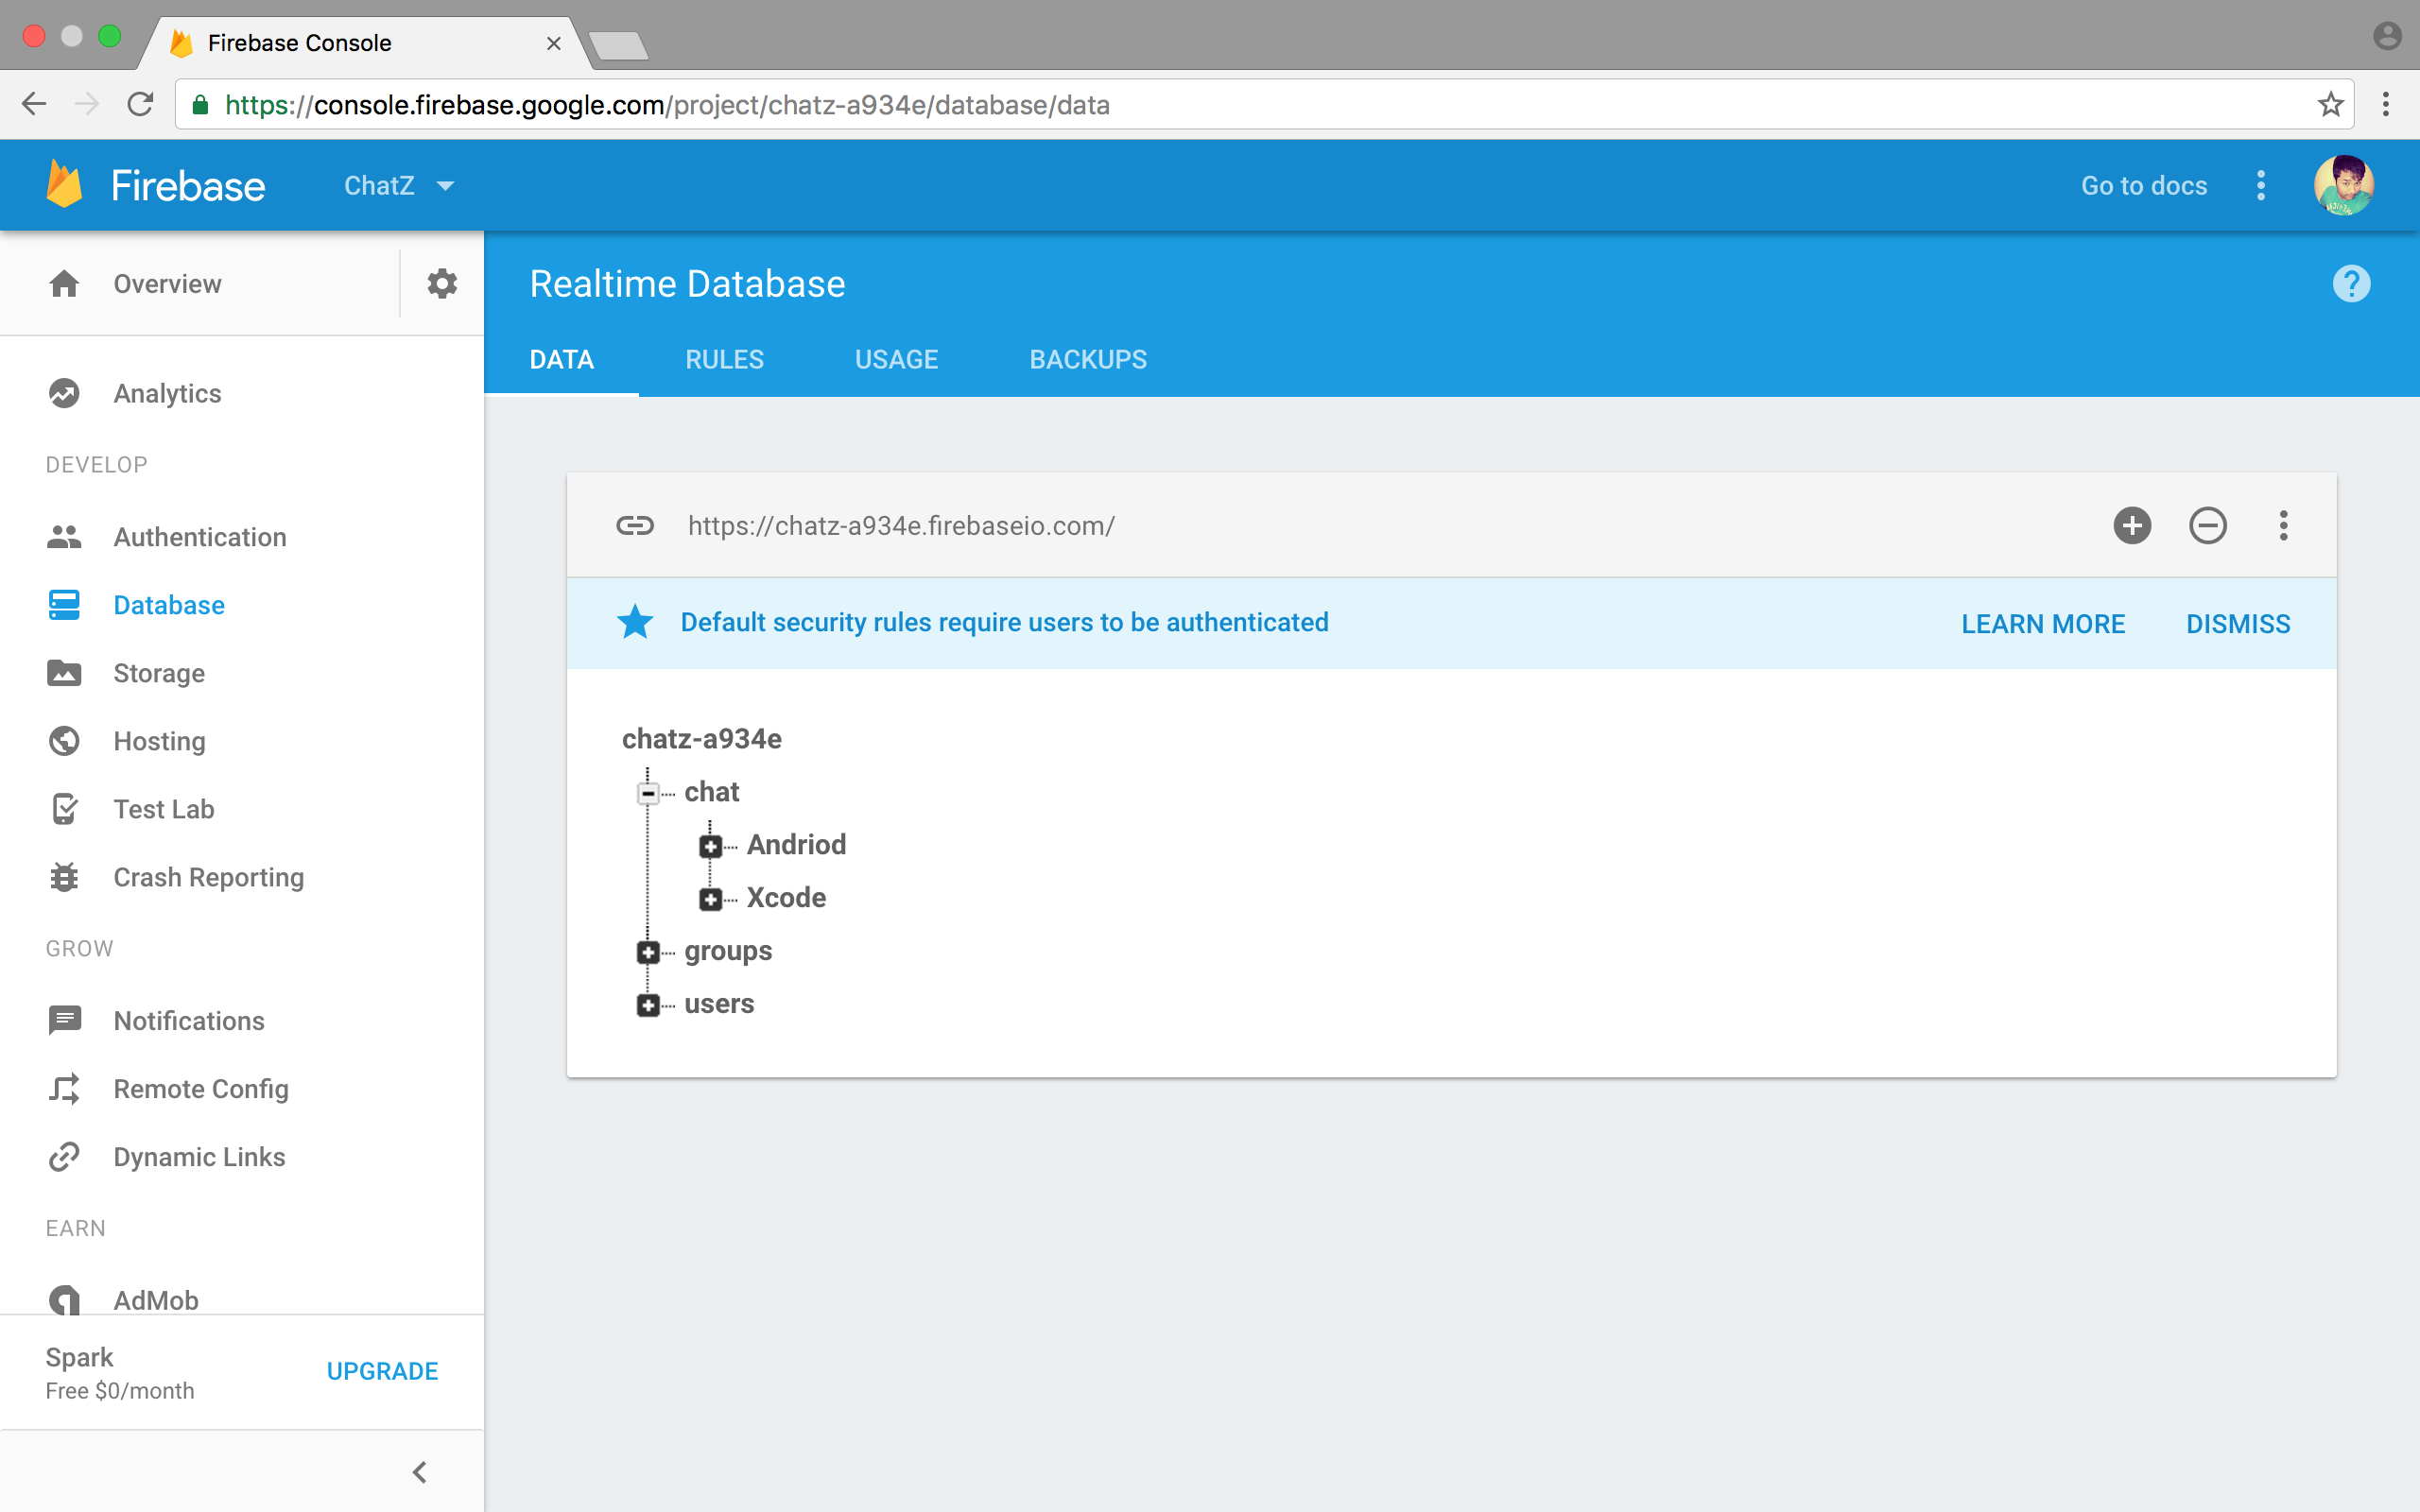 Firebase Console
https://console.firebase.google.com/project/chatz-a934e/database/data
Firebase ChatZ Go to docs
Overview
Analytics
DEVELOP
Authentication
Database
Storage
Hosting
Test Lab
Crash Reporting
GROW
Notifications
Remote Config
Dynamic Links
EARN
AdMob
Spark
Free $0/month
UPGRADE
Realtime Database
DATA RULES USAGE BACKUPS
https://chatz-a934e.firebaseio.com/
Default security rules require users to be authenticated LEARN MORE DISMISS
chatz-a934e
chat
Andriod
Xcode
groups
users